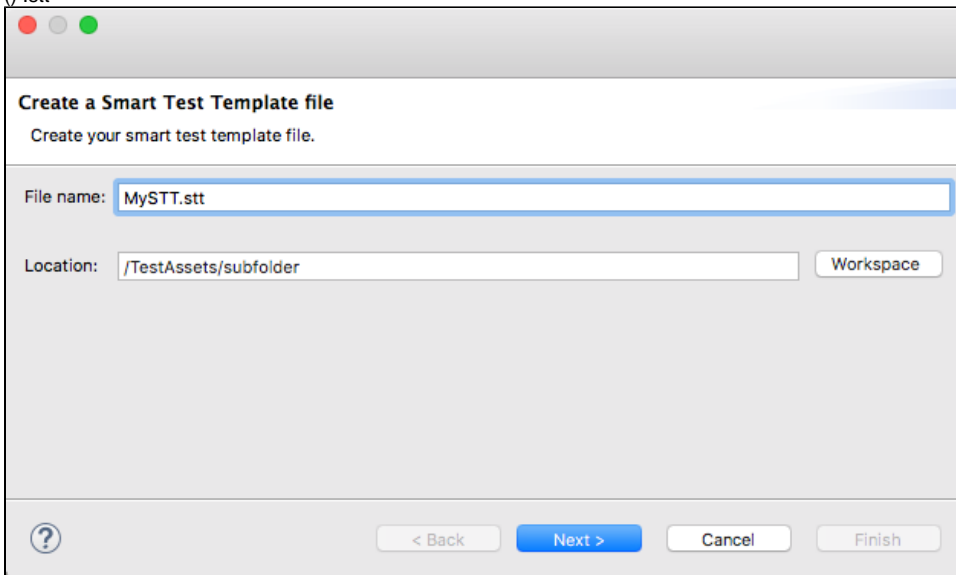 () .stt
Create a Smart Test Template file
Create your smart test template file.
File name: MySTT.stt
Location: /TestAssets/subfolder Workspace
? < Back Next > Cancel Finish